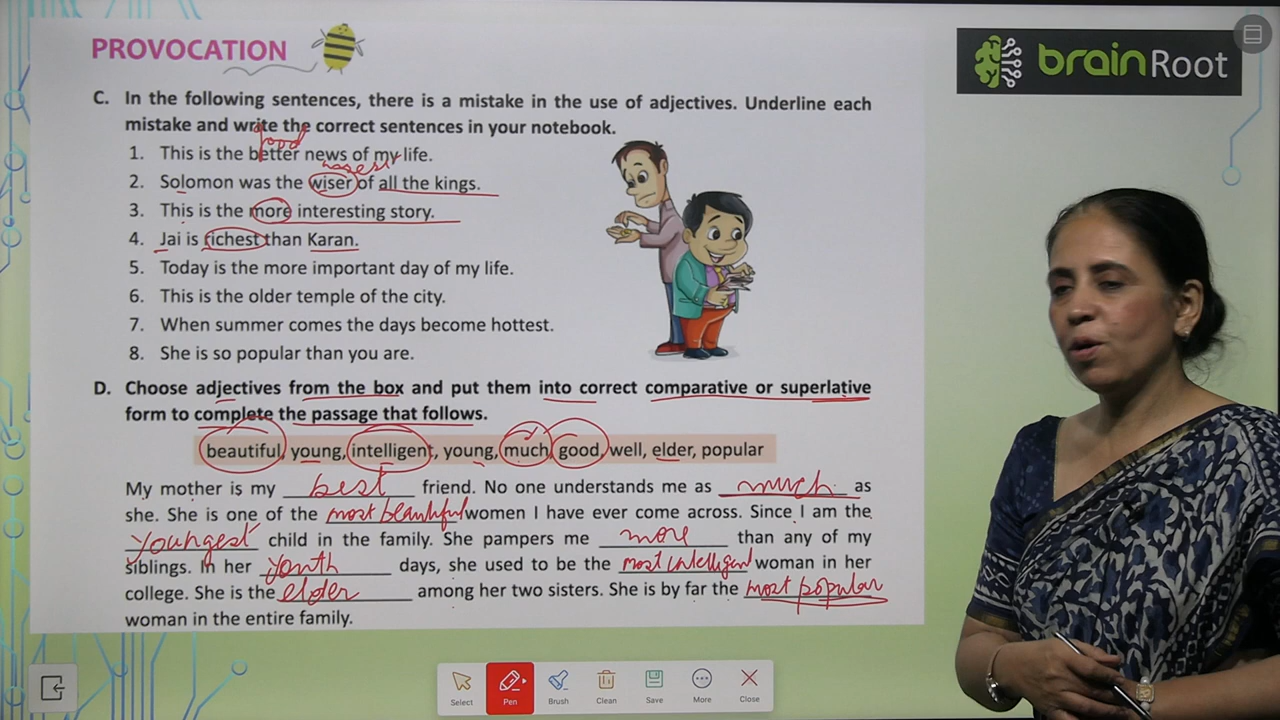 PROVOCATION
brainRoot
C. In the following sentences, there is a mistake in the use of adjectives. Underline each
mistake and write the correct sentences in your notebook.
good
1. This is the better news of my life.
2. Solomon was the wiser of all the kings.
3. This is the more interesting story.
4. Jai is richest than Karan.
5. Today is the more important day of my life.
6. This is the older temple of the city.
7. When summer comes the days become hottest.
8. She is so popular than you are.
D. Choose adjectives from the box and put them into correct comparative or superlative
form to complete the passage that follows.
beautiful, young, intelligent, young, much, good, well, elder, popular
My mother is my best friend. No one understands me as much as
she. She is one of the most beautiful women I have ever come across. Since I am the
youngest child in the family. She pampers me more than any of my
siblings. In her youth days, she used to be the most intelligent woman in her
college. She is the elder among her two sisters. She is by far the most popular
woman in the entire family.
Select Pen Brush Clean Save More Close